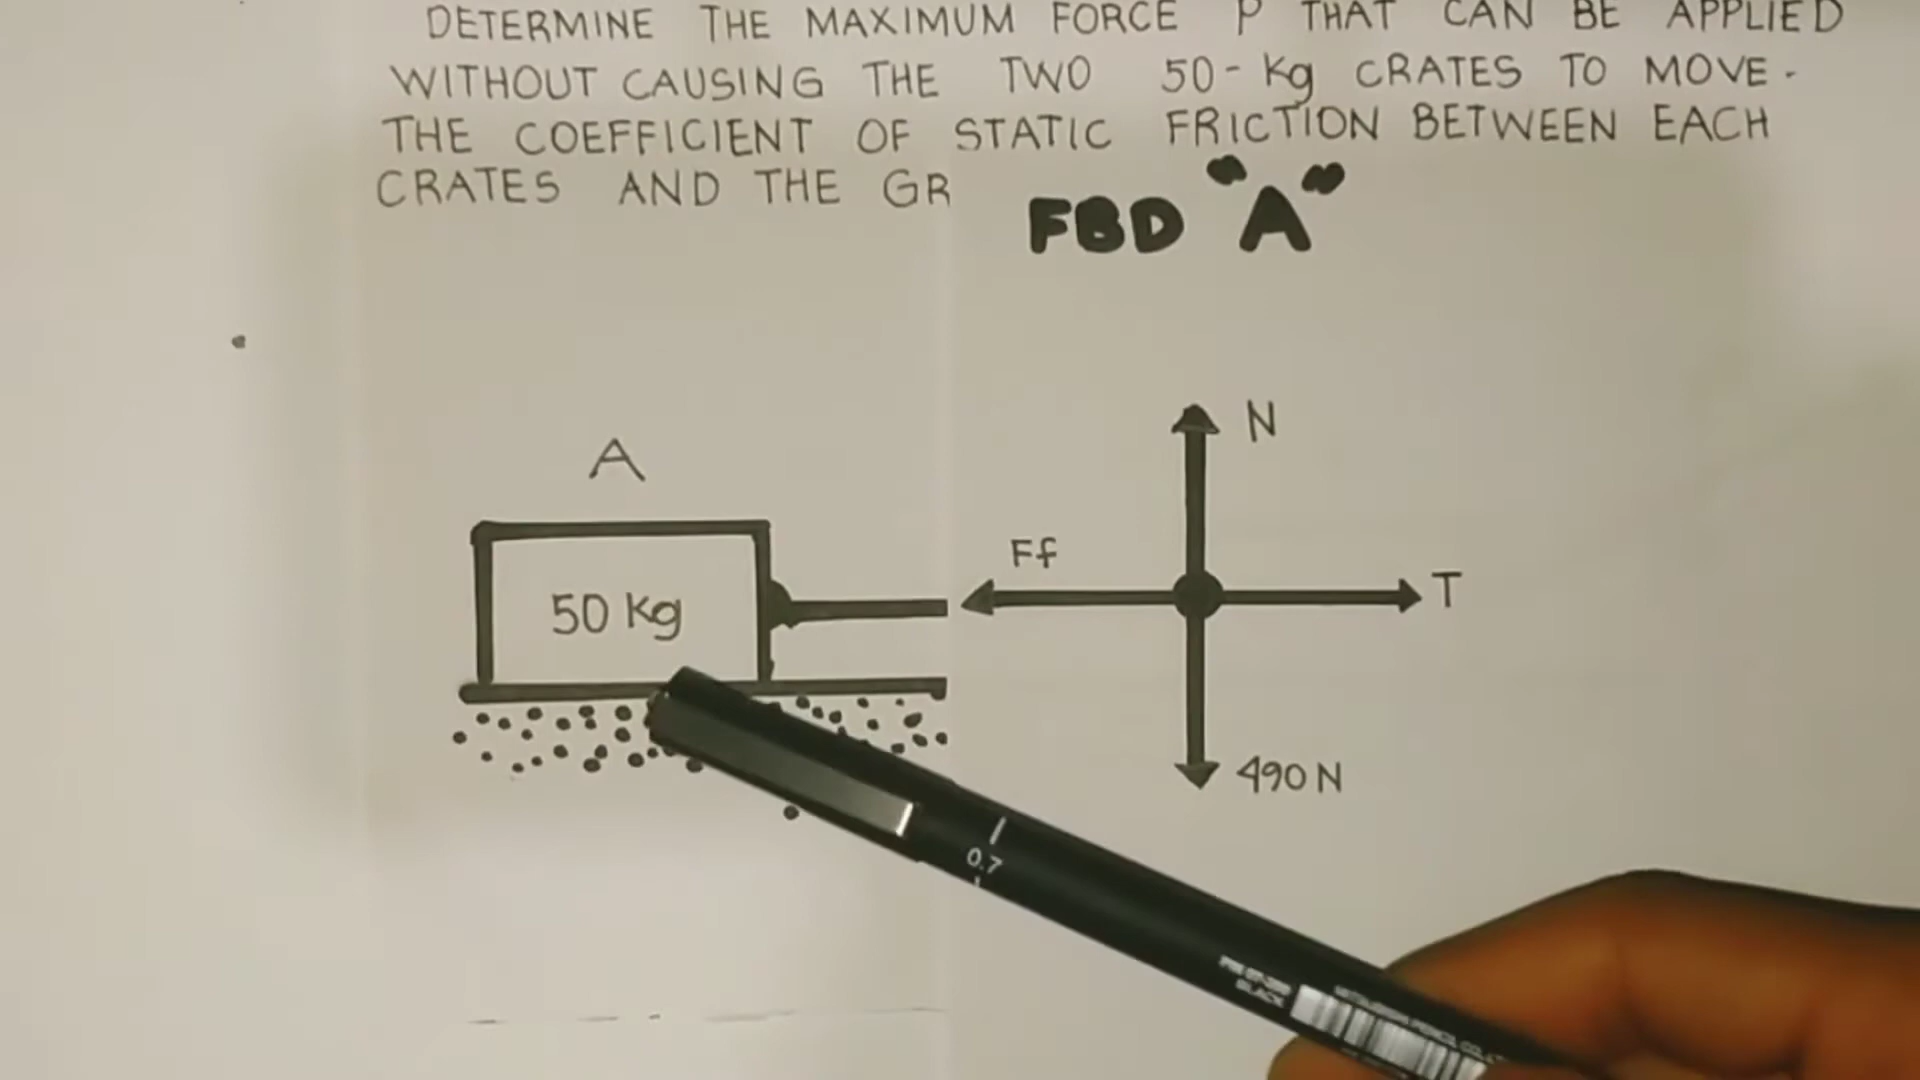 DETERMINE THE MAXIMUM FORCE P THAT CAN BE APPLIED
WITHOUT CAUSING THE TWO 50-Kg CRATES TO MOVE.
THE COEFFICIENT OF STATIC FRICTION BETWEEN EACH
CRATES AND THE GR
FBD "A"
A
50 Kg
N
Ff
T
490 N
0.7
BLACK